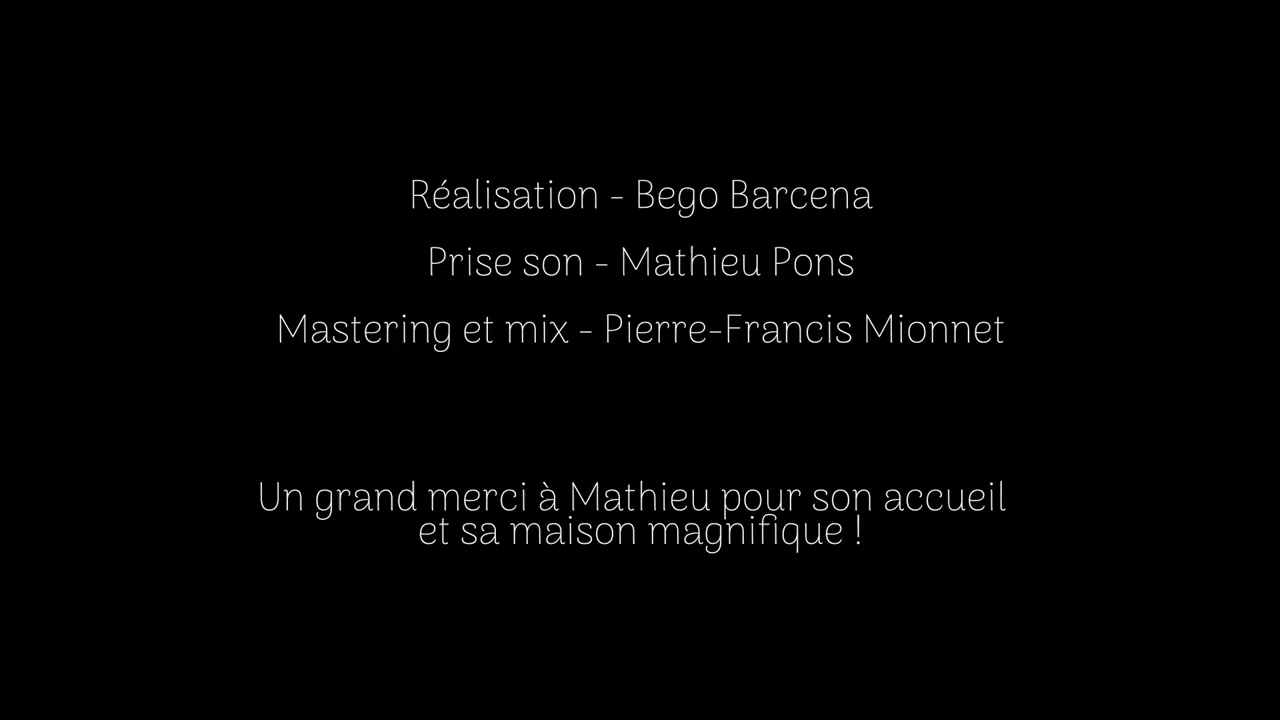 Réalisation - Bego Barcena
Prise son - Mathieu Pons
Mastering et mix - Pierre-Francis Mionnet
Un grand merci à Mathieu pour son accueil
et sa maison magnifique !